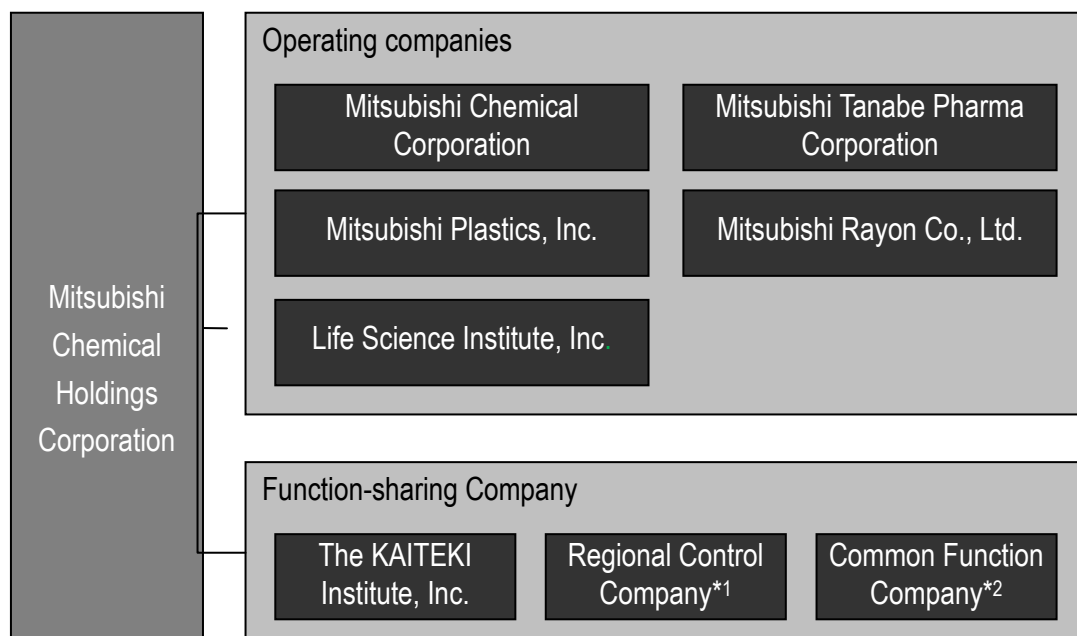 Mitsubishi
Chemical
Holdings
Corporation
Operating companies
Mitsubishi Chemical
Corporation
Mitsubishi Tanabe Pharma
Corporation
Mitsubishi Plastics, Inc.
Mitsubishi Rayon Co., Ltd.
Life Science Institute, Inc.
Function-sharing Company
The KAITEKI
Institute, Inc.
Regional Control
Company*1
Common Function
Company*2